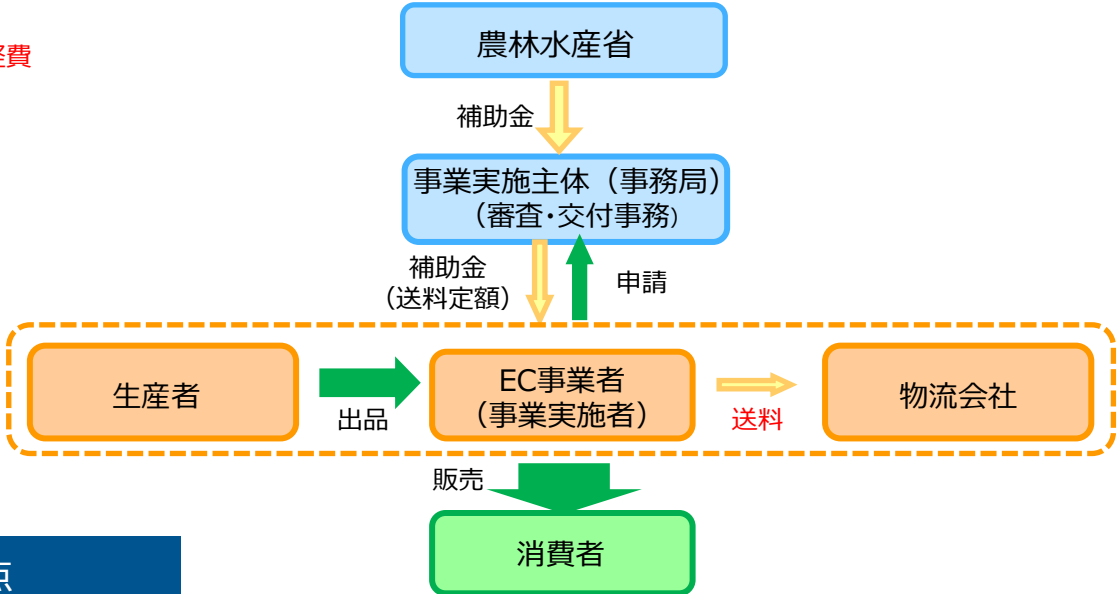 経費
農林水産省
補助金
事業実施主体（事務局）
（審査・交付事務）
補助金
（送料定額）
申請
生産者
出品
EC事業者
（事業実施者）
送料
物流会社
販売
消費者
点